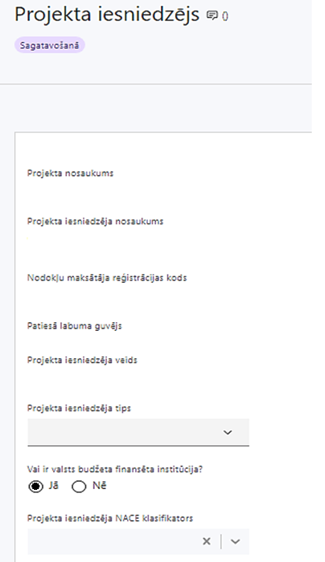 Projekta iesniedzējs 0
Sagatavošanā
Projekta nosaukums
Projekta iesniedzēja nosaukums
Nodokļu maksātāja reģistrācijas kods
Patiesā labuma guvējs
Projekta iesniedzēja veids
Projekta iesniedzēja tips
Vai ir valsts budžeta finansēta institūcija?
Jā Nē
Projekta iesniedzēja NACE klasifikators